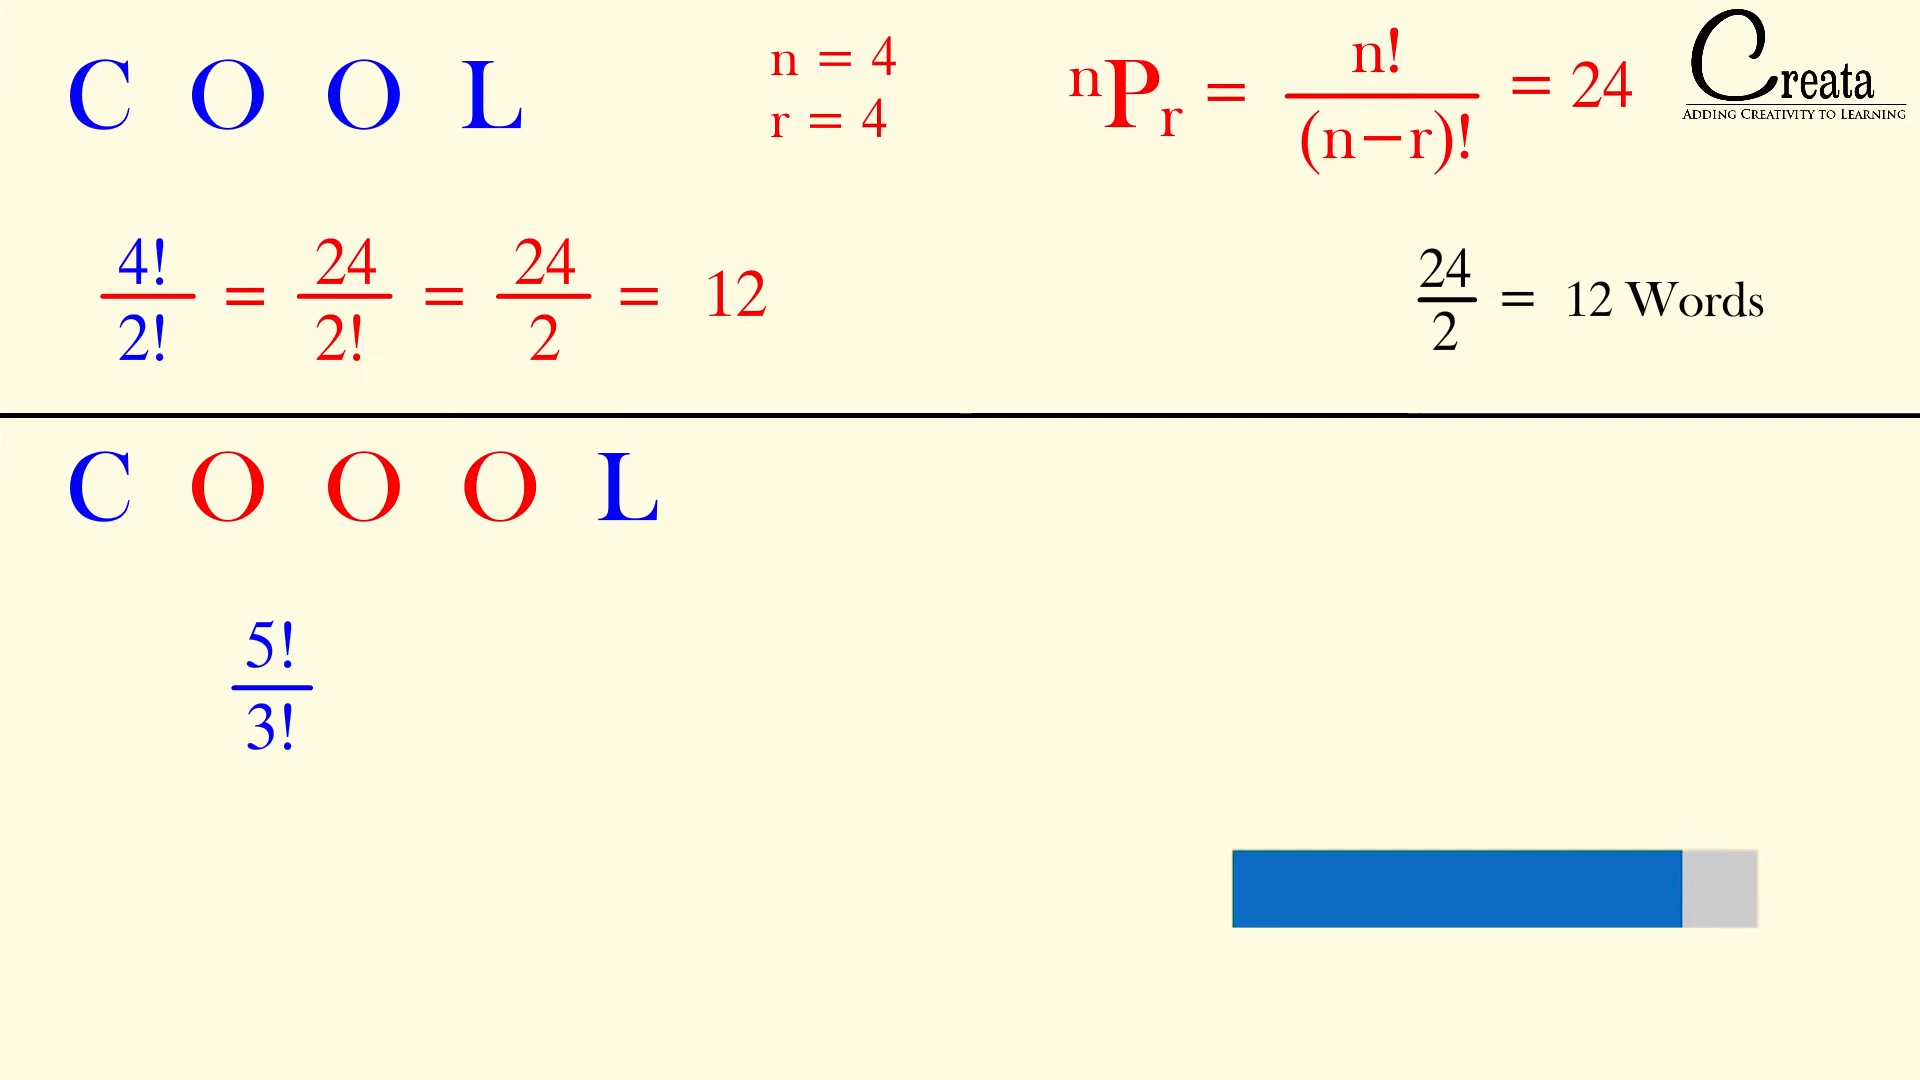 C O O L
n = 4
r = 4
nPr = n!/(n−r)! = 24
Creata
ADDING CREATIVITY TO LEARNING
4!/2! = 24/2! = 24/2 = 12
24/2 = 12 Words
C O O O L
5!/3!